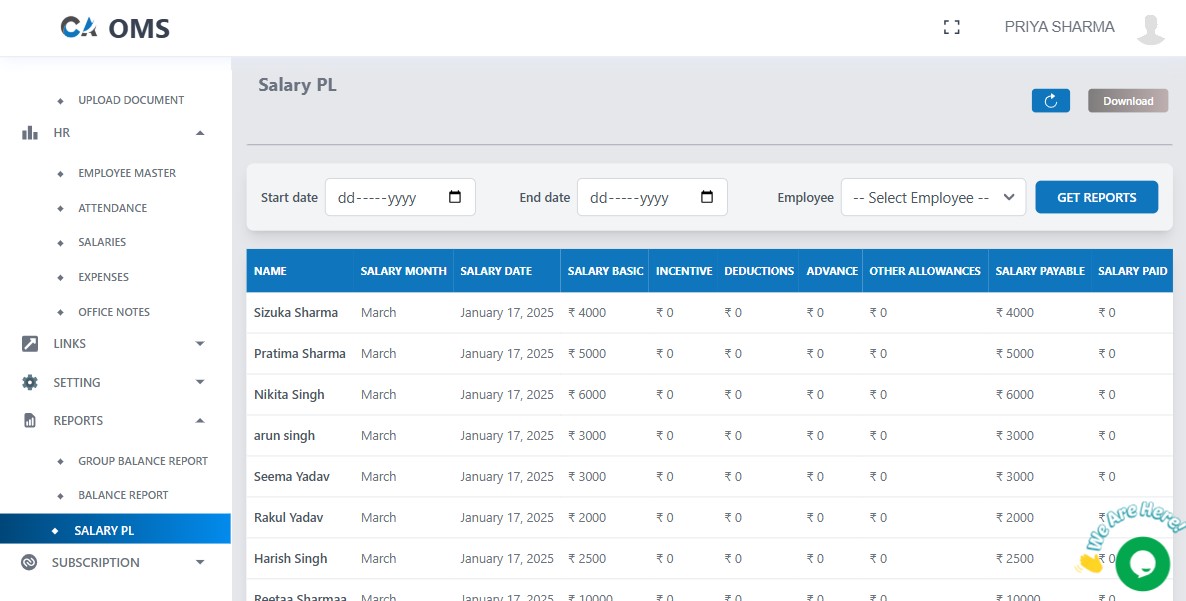 CA OMS
PRIYA SHARMA
UPLOAD DOCUMENT
HR
EMPLOYEE MASTER
ATTENDANCE
SALARIES
EXPENSES
OFFICE NOTES
LINKS
SETTING
REPORTS
GROUP BALANCE REPORT
BALANCE REPORT
SALARY PL
SUBSCRIPTION
Salary PL
Download
Start date dd-----yyyy End date dd-----yyyy Employee -- Select Employee -- GET REPORTS
NAME SALARY MONTH SALARY DATE SALARY BASIC INCENTIVE DEDUCTIONS ADVANCE OTHER ALLOWANCES SALARY PAYABLE SALARY PAID
Sizuka Sharma March January 17, 2025 ₹ 4000 ₹ 0 ₹ 0 ₹ 0 ₹ 0 ₹ 4000 ₹ 0
Pratima Sharma March January 17, 2025 ₹ 5000 ₹ 0 ₹ 0 ₹ 0 ₹ 0 ₹ 5000 ₹ 0
Nikita Singh March January 17, 2025 ₹ 6000 ₹ 0 ₹ 0 ₹ 0 ₹ 0 ₹ 6000 ₹ 0
arun singh March January 17, 2025 ₹ 3000 ₹ 0 ₹ 0 ₹ 0 ₹ 0 ₹ 3000 ₹ 0
Seema Yadav March January 17, 2025 ₹ 3000 ₹ 0 ₹ 0 ₹ 0 ₹ 0 ₹ 3000 ₹ 0
Rakul Yadav March January 17, 2025 ₹ 2000 ₹ 0 ₹ 0 ₹ 0 ₹ 0 ₹ 2000 ₹
Harish Singh March January 17, 2025 ₹ 2500 ₹ 0 ₹ 0 ₹ 0 ₹ 0 ₹ 2500 ₹ 0
Reetaa Sharmaa March January 17, 2025 ₹ 10000 ₹ 0 ₹ 0 ₹ 0 ₹ 0 ₹ 10000 ₹ 0
We Are Here!